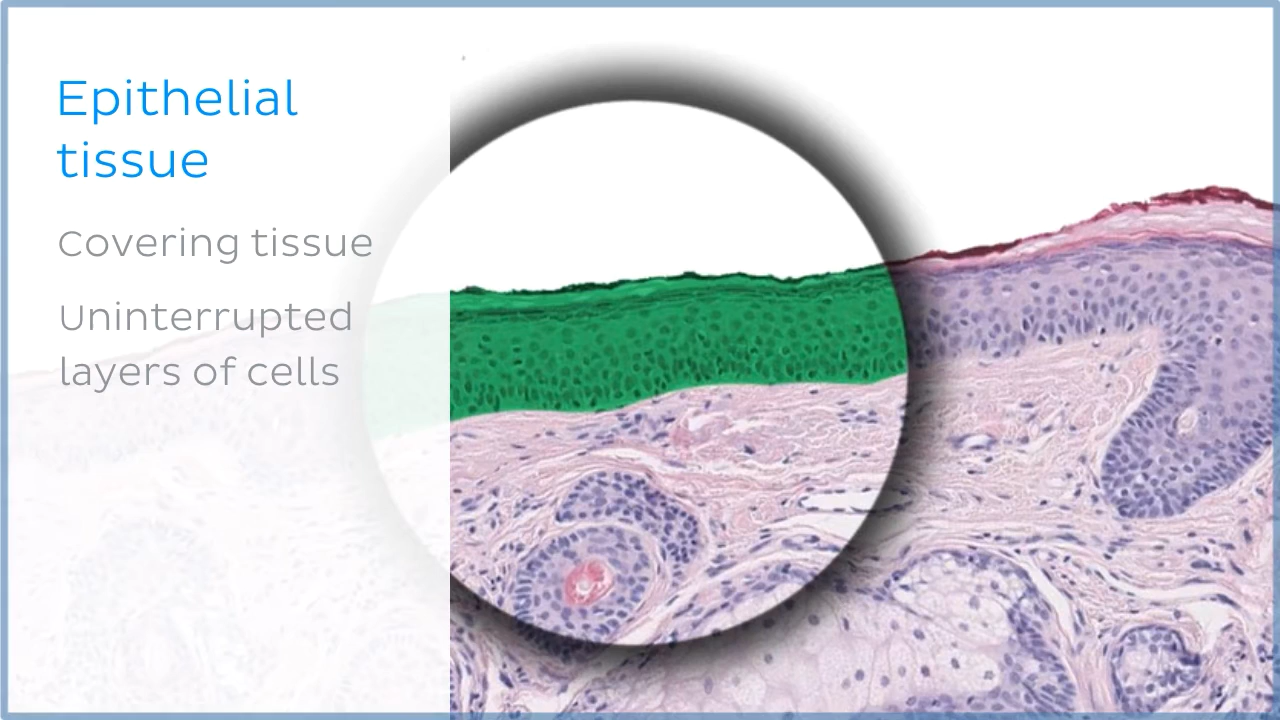 Epithelial
tissue
Covering tissue
Uninterrupted
layers of cells